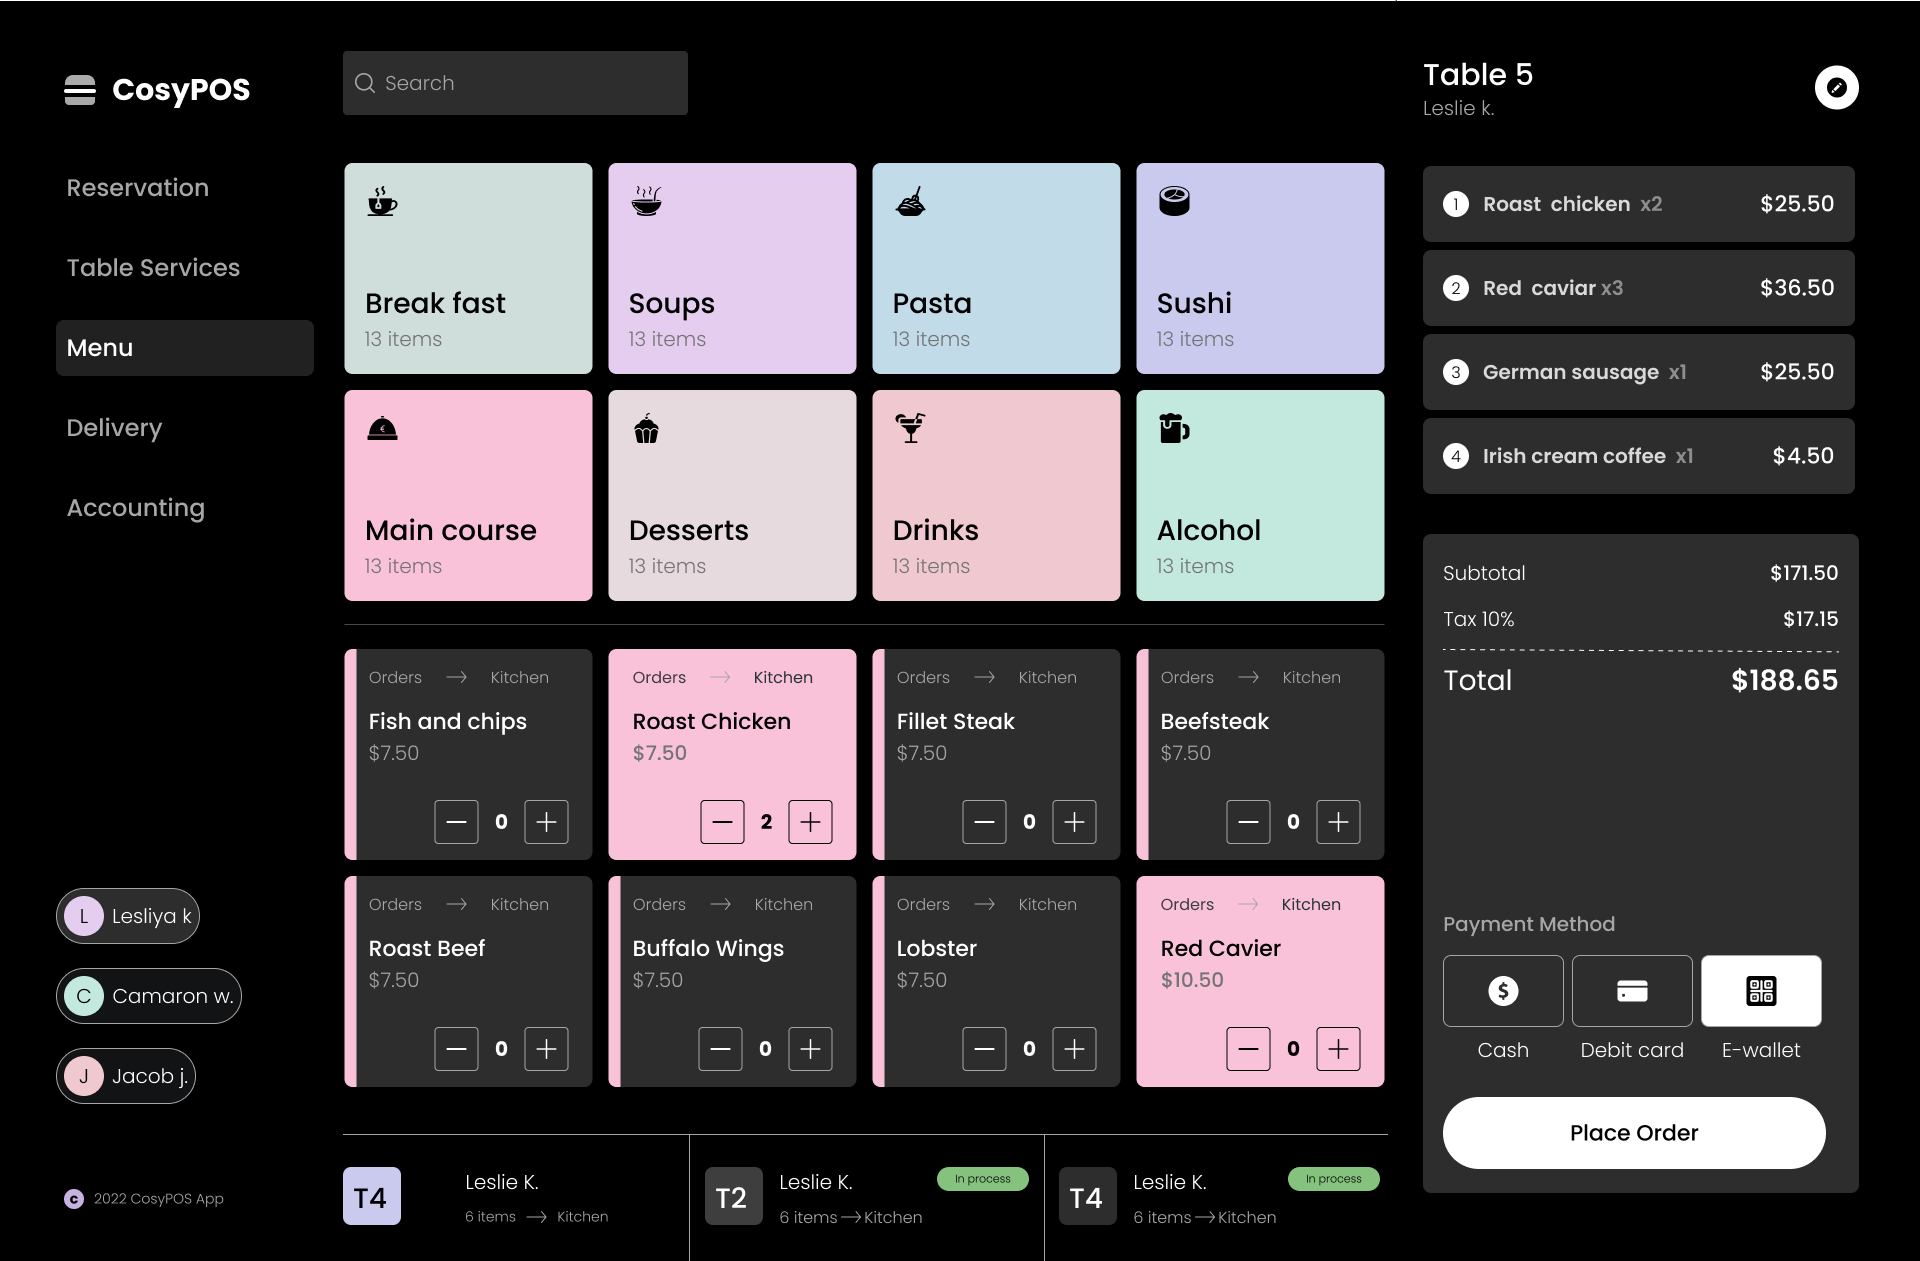 CosyPOS
Reservation
Table Services
Menu
Delivery
Accounting
L Lesliya k
C Camaron w.
J Jacob j.
c 2022 CosyPOS App
Search
Break fast
13 items
Soups
13 items
Pasta
13 items
Sushi
13 items
€
Main course
13 items
Desserts
13 items
Drinks
13 items
Alcohol
13 items
Orders → Kitchen
Fish and chips
$7.50
0
Orders → Kitchen
Roast Chicken
$7.50
2
Orders → Kitchen
Fillet Steak
$7.50
0
Orders → Kitchen
Beefsteak
$7.50
0
Orders → Kitchen
Roast Beef
$7.50
0
Orders → Kitchen
Buffalo Wings
$7.50
0
Orders → Kitchen
Lobster
$7.50
0
Orders → Kitchen
Red Cavier
$10.50
0
T4
Leslie K.
6 items → Kitchen
T2
Leslie K.
In process
6 items → Kitchen
T4
Leslie K.
In process
6 items → Kitchen
Table 5
Leslie k.
1 Roast chicken x2 $25.50
2 Red caviar x3 $36.50
3 German sausage x1 $25.50
4 Irish cream coffee x1 $4.50
Subtotal $171.50
Tax 10% $17.15
Total $188.65
Payment Method
$
Cash
Debit card
E-wallet
Place Order